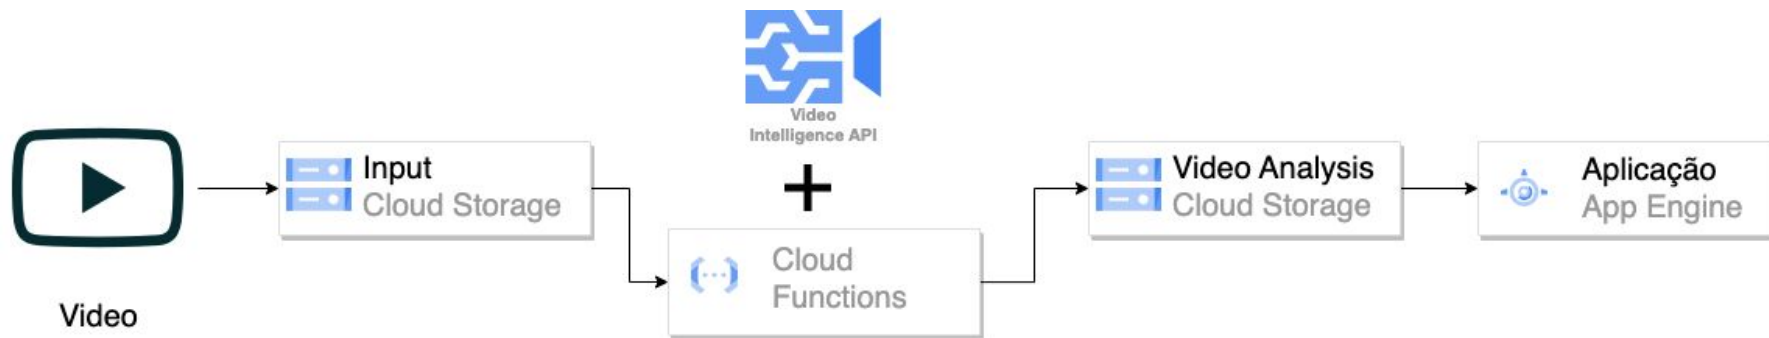 Video
Input
Cloud Storage
Video
Intelligence API
Cloud
Functions
Video Analysis
Cloud Storage
Aplicação
App Engine